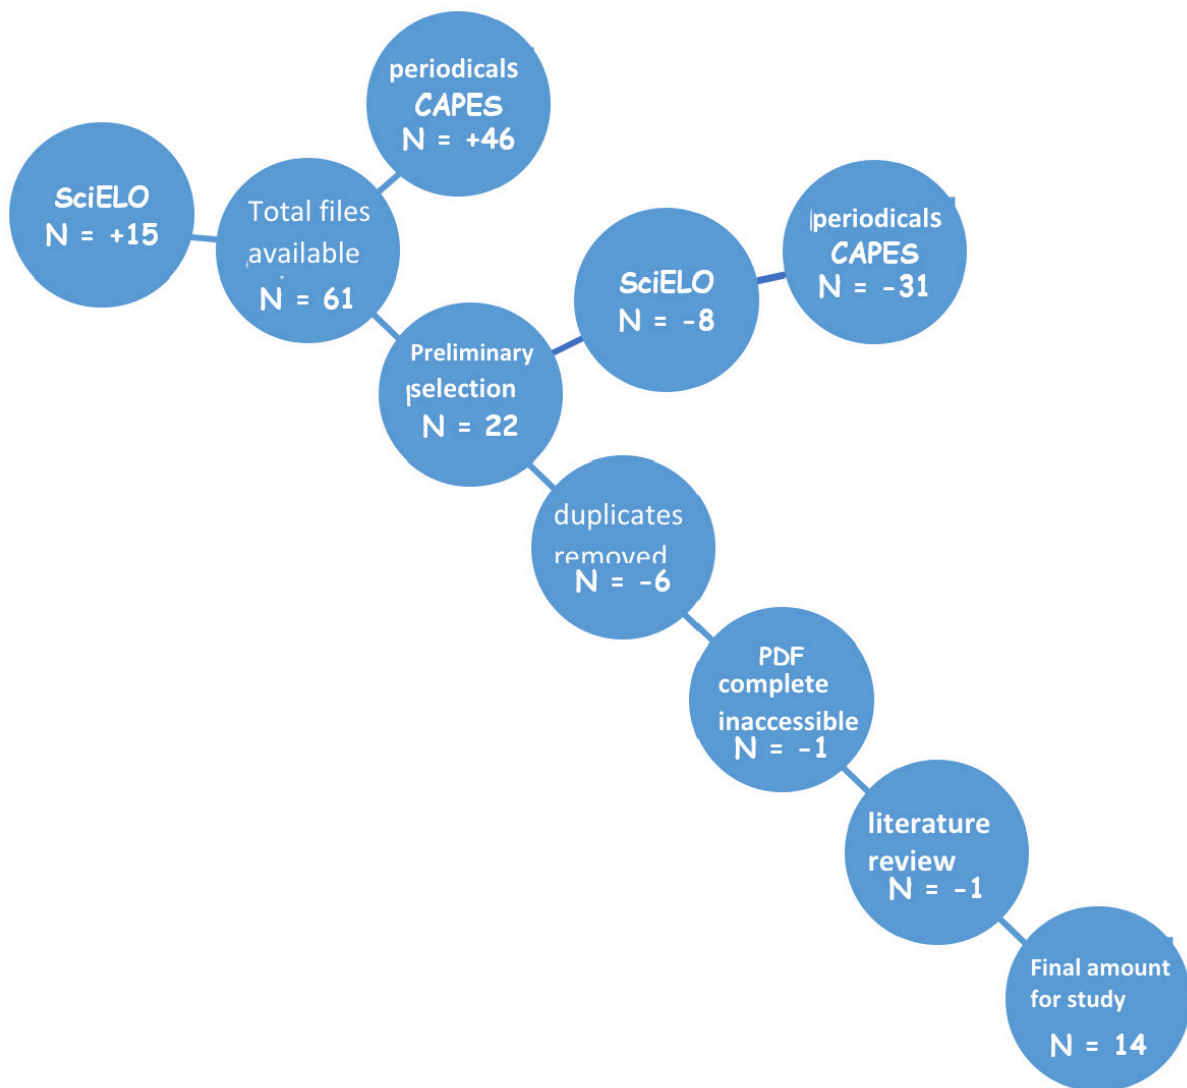 periodicals
CAPES
N = +46
SciELO
N = +15
Total files
available
N = 61
periodicals
CAPES
N = -31
SciELO
N = -8
Preliminary
selection
N = 22
duplicates
removed
N = -6
PDF
complete
inaccessible
N = -1
literature
review
N = -1
Final amount
for study
N = 14